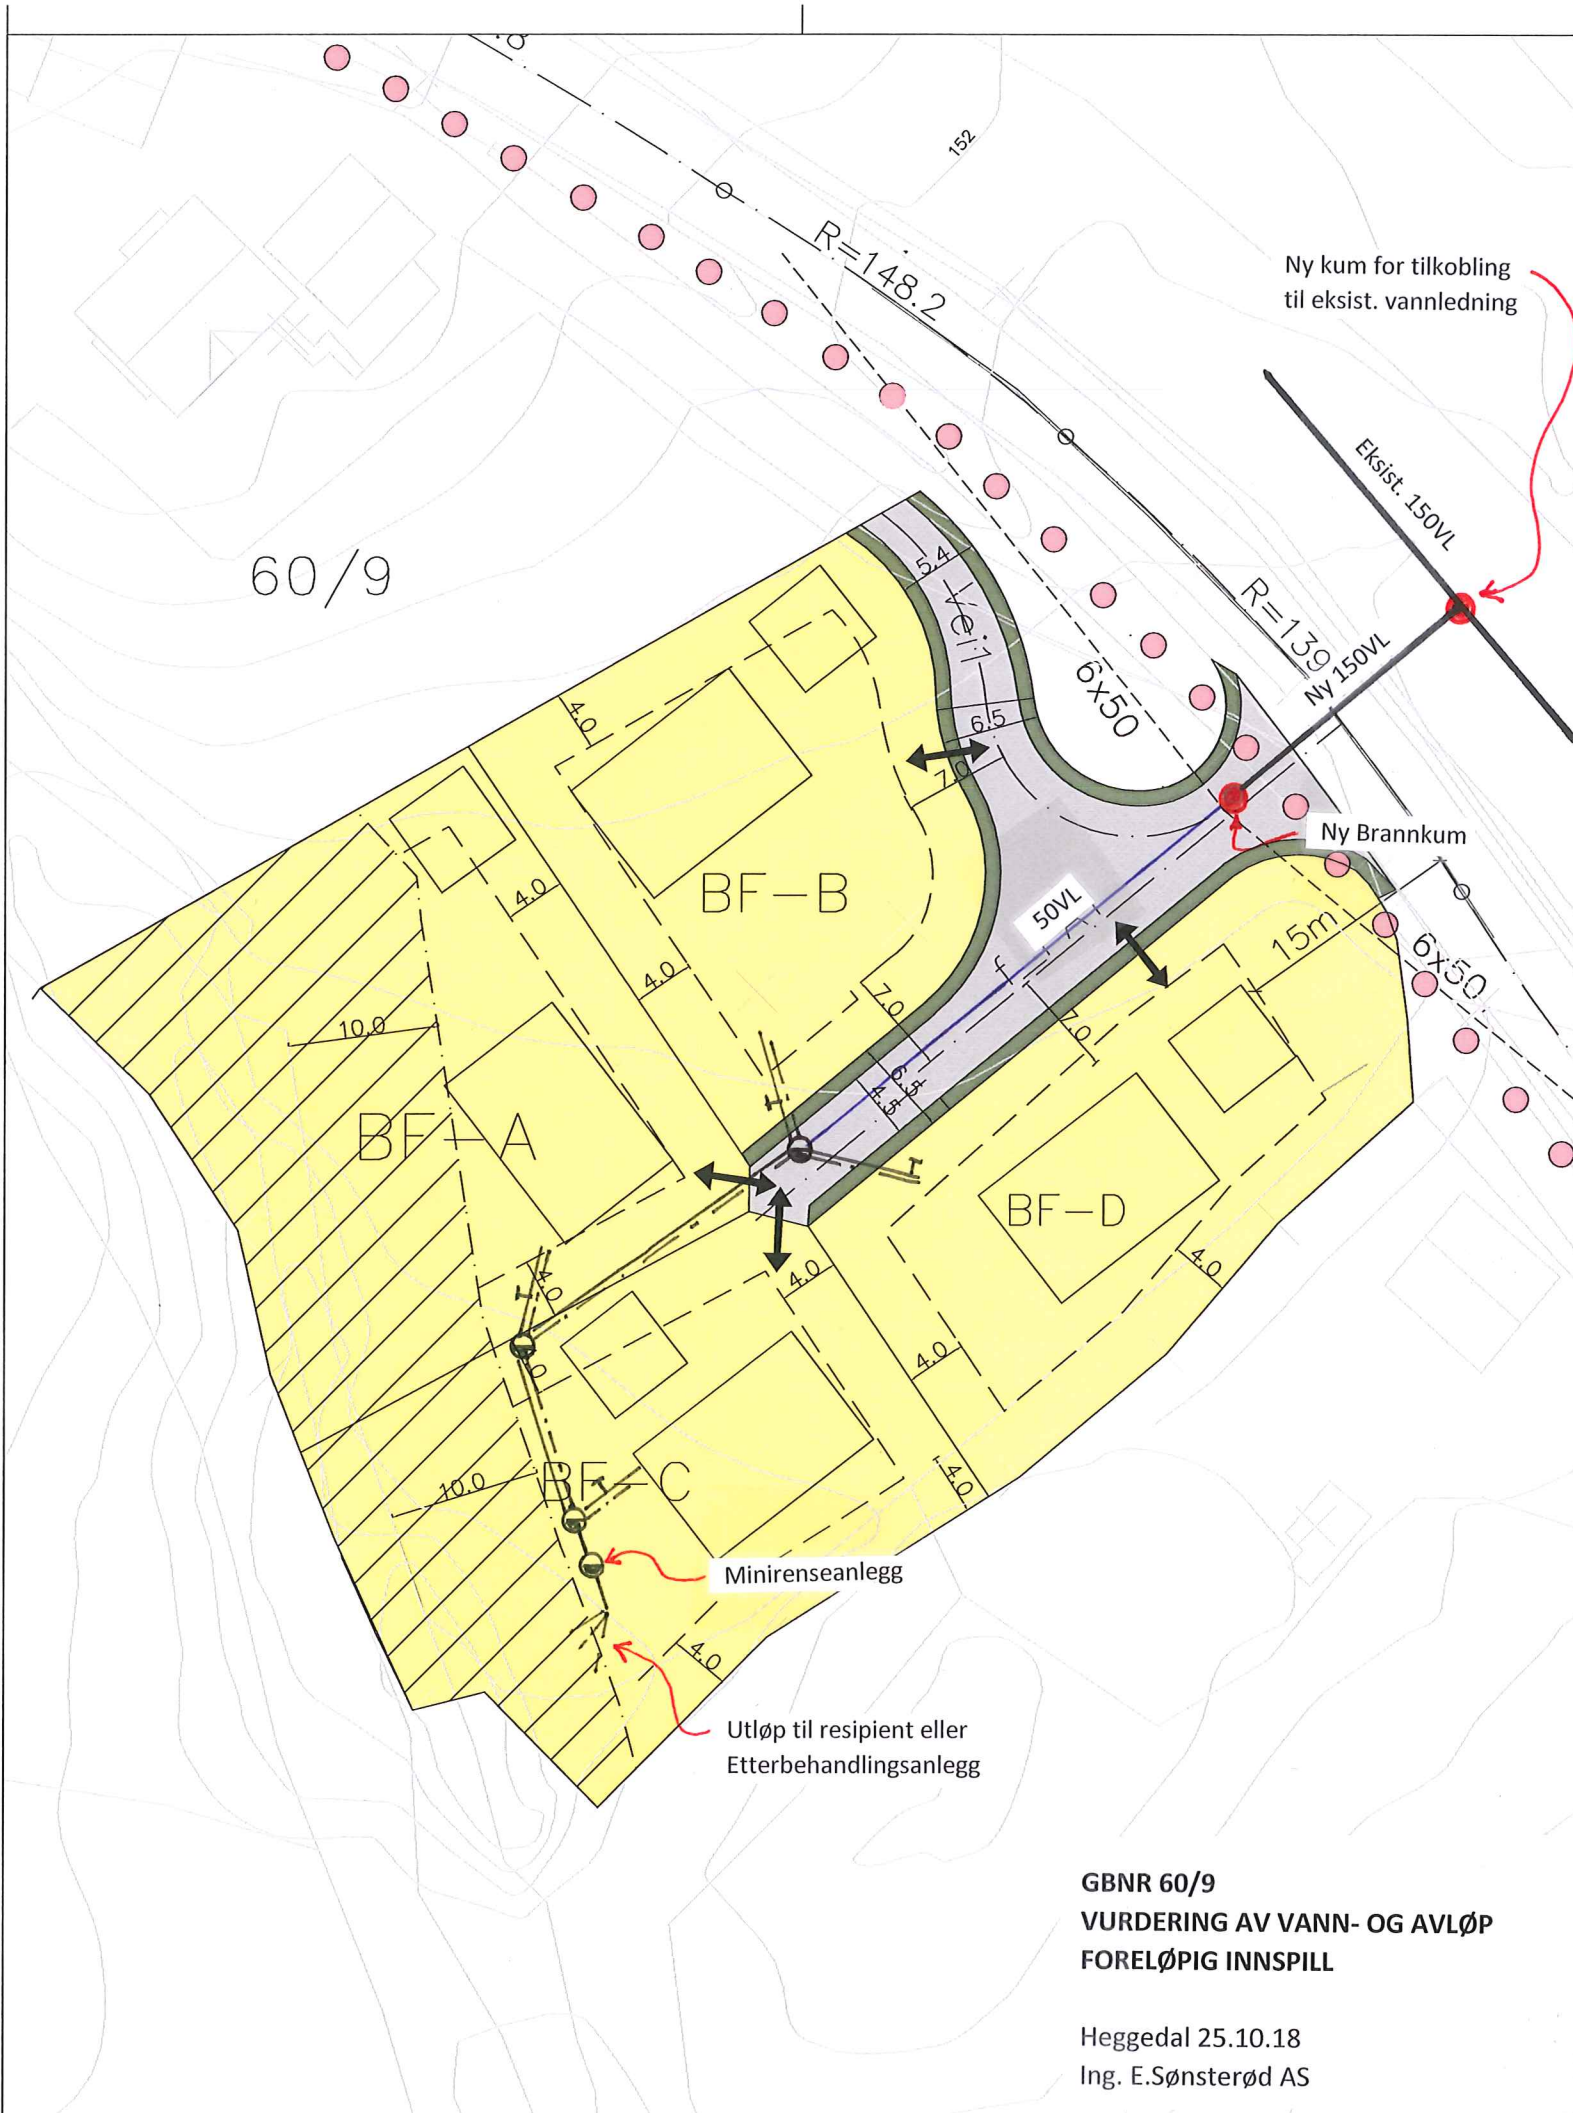 152
R=148.2
Ny kum for tilkobling
til eksist. vannledning
Eksist. 150VL
60/9
5.4
Vei1
R=139
Ny 150VL
6x50
4.0
6.5
7.0
Ny Brannkum
BF-B
4.0
50VL
15m
6x50
4.0
7.0
10.0
7.0
6.5
4.5
BF-A
BF-D
4.0
4.0
4.0
4.0
10.0
BF-C
4.0
Minirenseanlegg
4.0
Utløp til resipient eller
Etterbehandlingsanlegg
GBNR 60/9
VURDERING AV VANN- OG AVLØP
FORELØPIG INNSPILL
Heggedal 25.10.18
Ing. E.Sønsterød AS